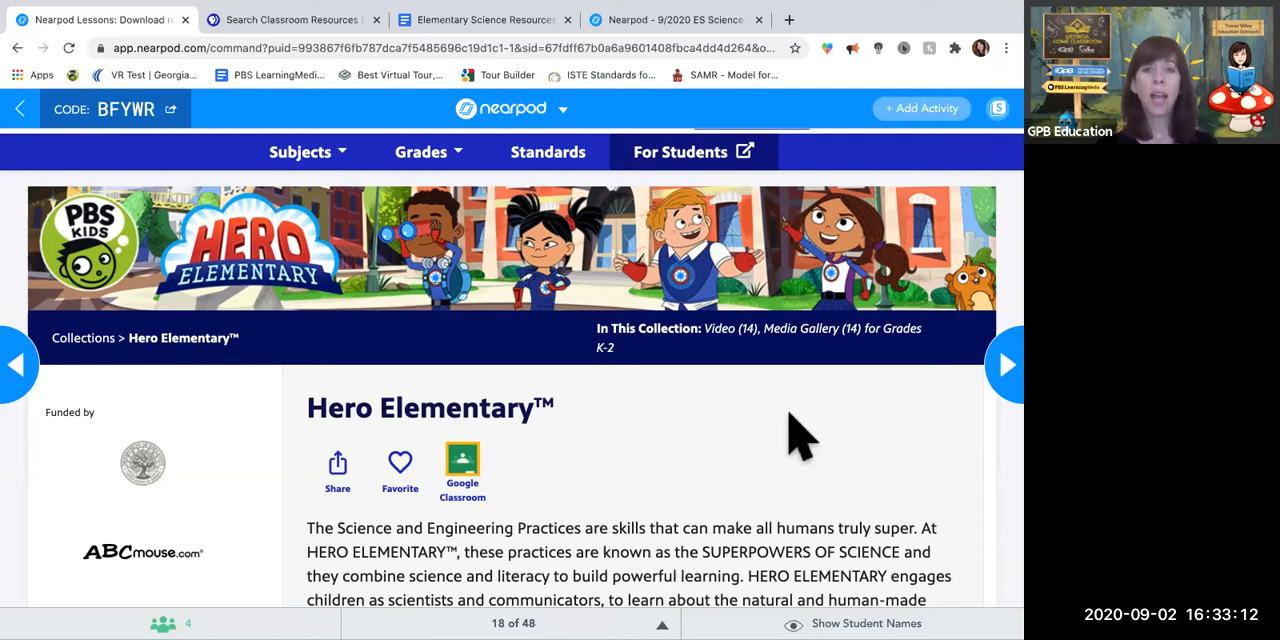 Nearpod Lessons: Download re
Search Classroom Resources |
Elementary Science Resources
Nearpod - 9/2020 ES Science
app.nearpod.com/command?puid=993867f6fb787dca7f5485696c19d1c1-1&sid=67fdff67b0a6a9601408fbca4dd4d264&o...
Apps
VR Test | Georgia...
PBS LearningMedi...
Best Virtual Tour,...
Tour Builder
ISTE Standards fo...
SAMR - Model for...
CODE: BFYWR
nearpod
+ Add Activity
S
Subjects
Grades
Standards
For Students
PBS
KIDS
HERO
ELEMENTARY
Collections > Hero Elementary™
In This Collection: Video (14), Media Gallery (14) for Grades
K-2
Funded by
ABCmouse.com
Hero Elementary™
Share
Favorite
Google
Classroom
The Science and Engineering Practices are skills that can make all humans truly super. At
HERO ELEMENTARY™, these practices are known as the SUPERPOWERS OF SCIENCE and
they combine science and literacy to build powerful learning. HERO ELEMENTARY engages
children as scientists and communicators, to learn about the natural and human-made
4
18 of 48
Show Student Names
GPB Education
Tracey Wiley
Education Outreach
2020-09-02 16:33:12